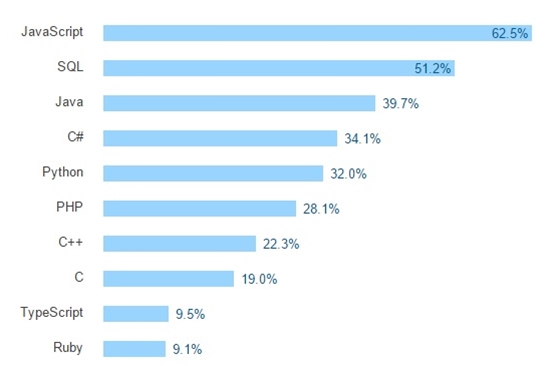 JavaScript 62.5%
SQL 51.2%
Java 39.7%
C# 34.1%
Python 32.0%
PHP 28.1%
C++ 22.3%
C 19.0%
TypeScript 9.5%
Ruby 9.1%